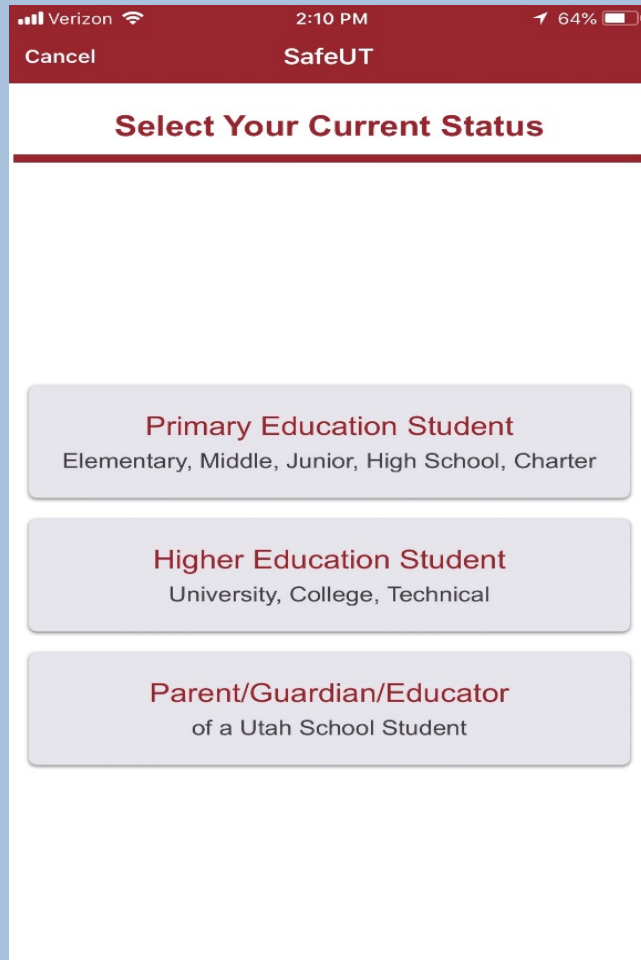 Verizon 2:10 PM 64%
Cancel SafeUT
Select Your Current Status
Primary Education Student
Elementary, Middle, Junior, High School, Charter
Higher Education Student
University, College, Technical
Parent/Guardian/Educator
of a Utah School Student